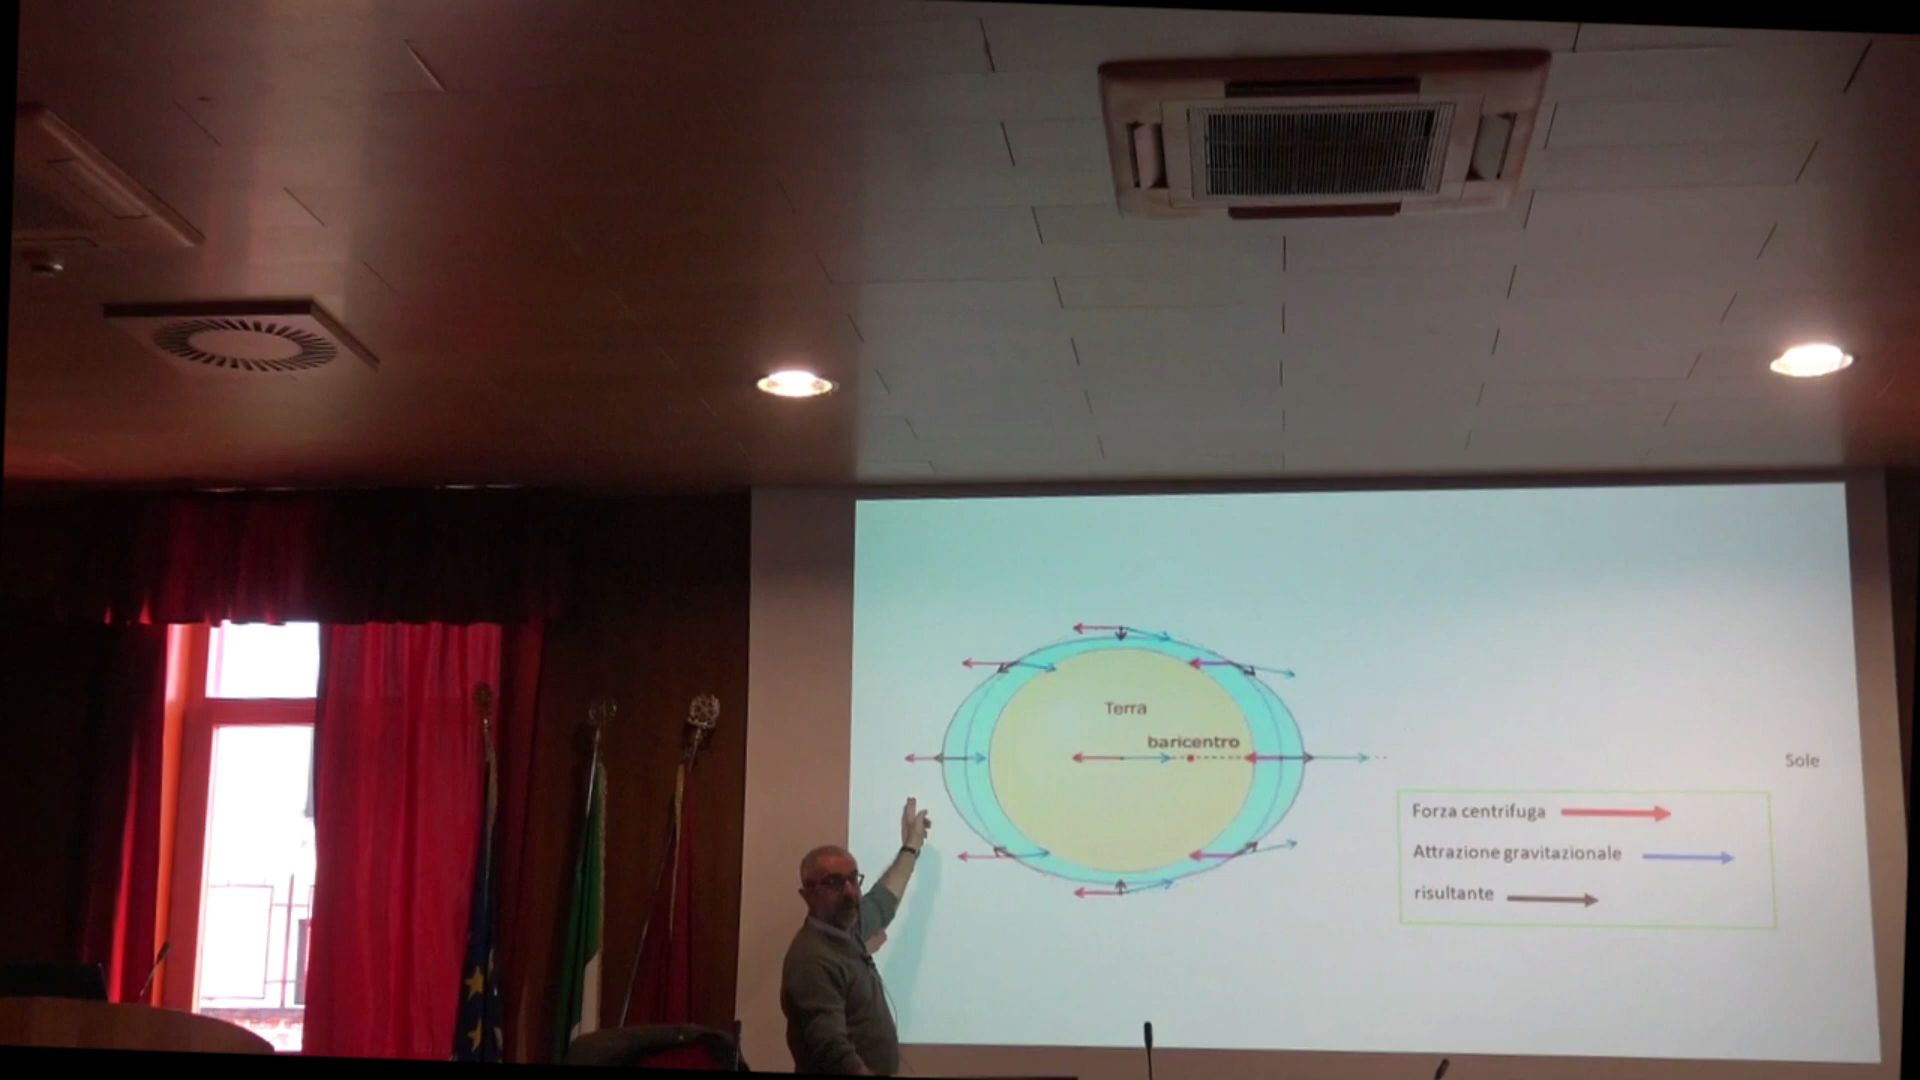 Terra
baricentro
Sole
Forza centrifuga
Attrazione gravitazionale
risultante